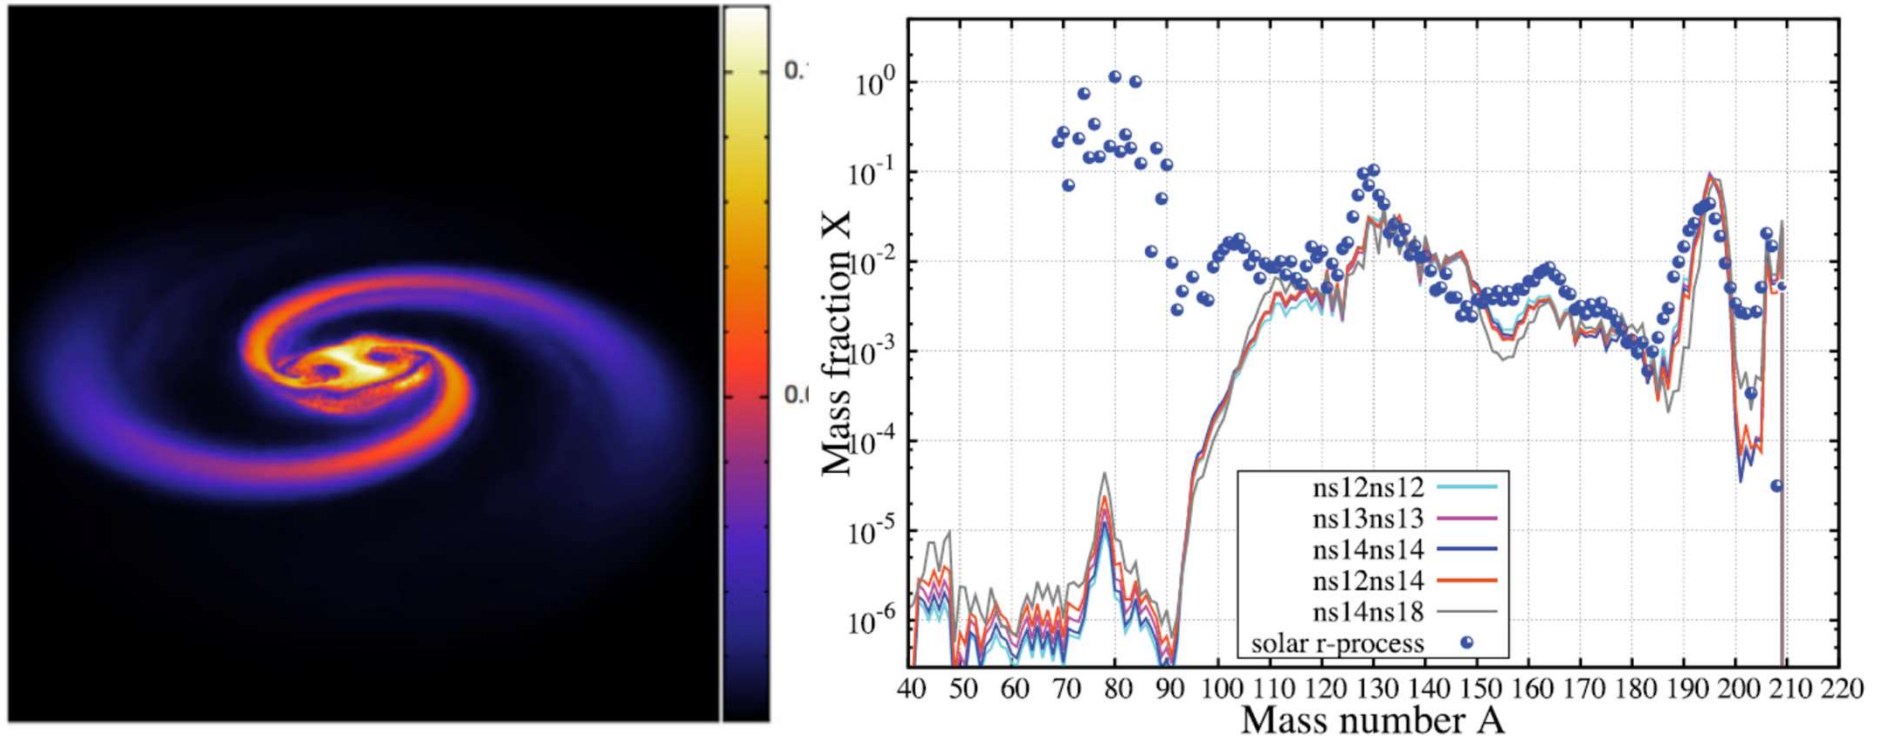 0.
0.
10^0
10^-1
10^-2
10^-3
10^-4
10^-5
10^-6
Mass fraction X
ns12ns12
ns13ns13
ns14ns14
ns12ns14
ns14ns18
solar r-process
40 50 60 70 80 90 100 110 120 130 140 150 160 170 180 190 200 210 220
Mass number A